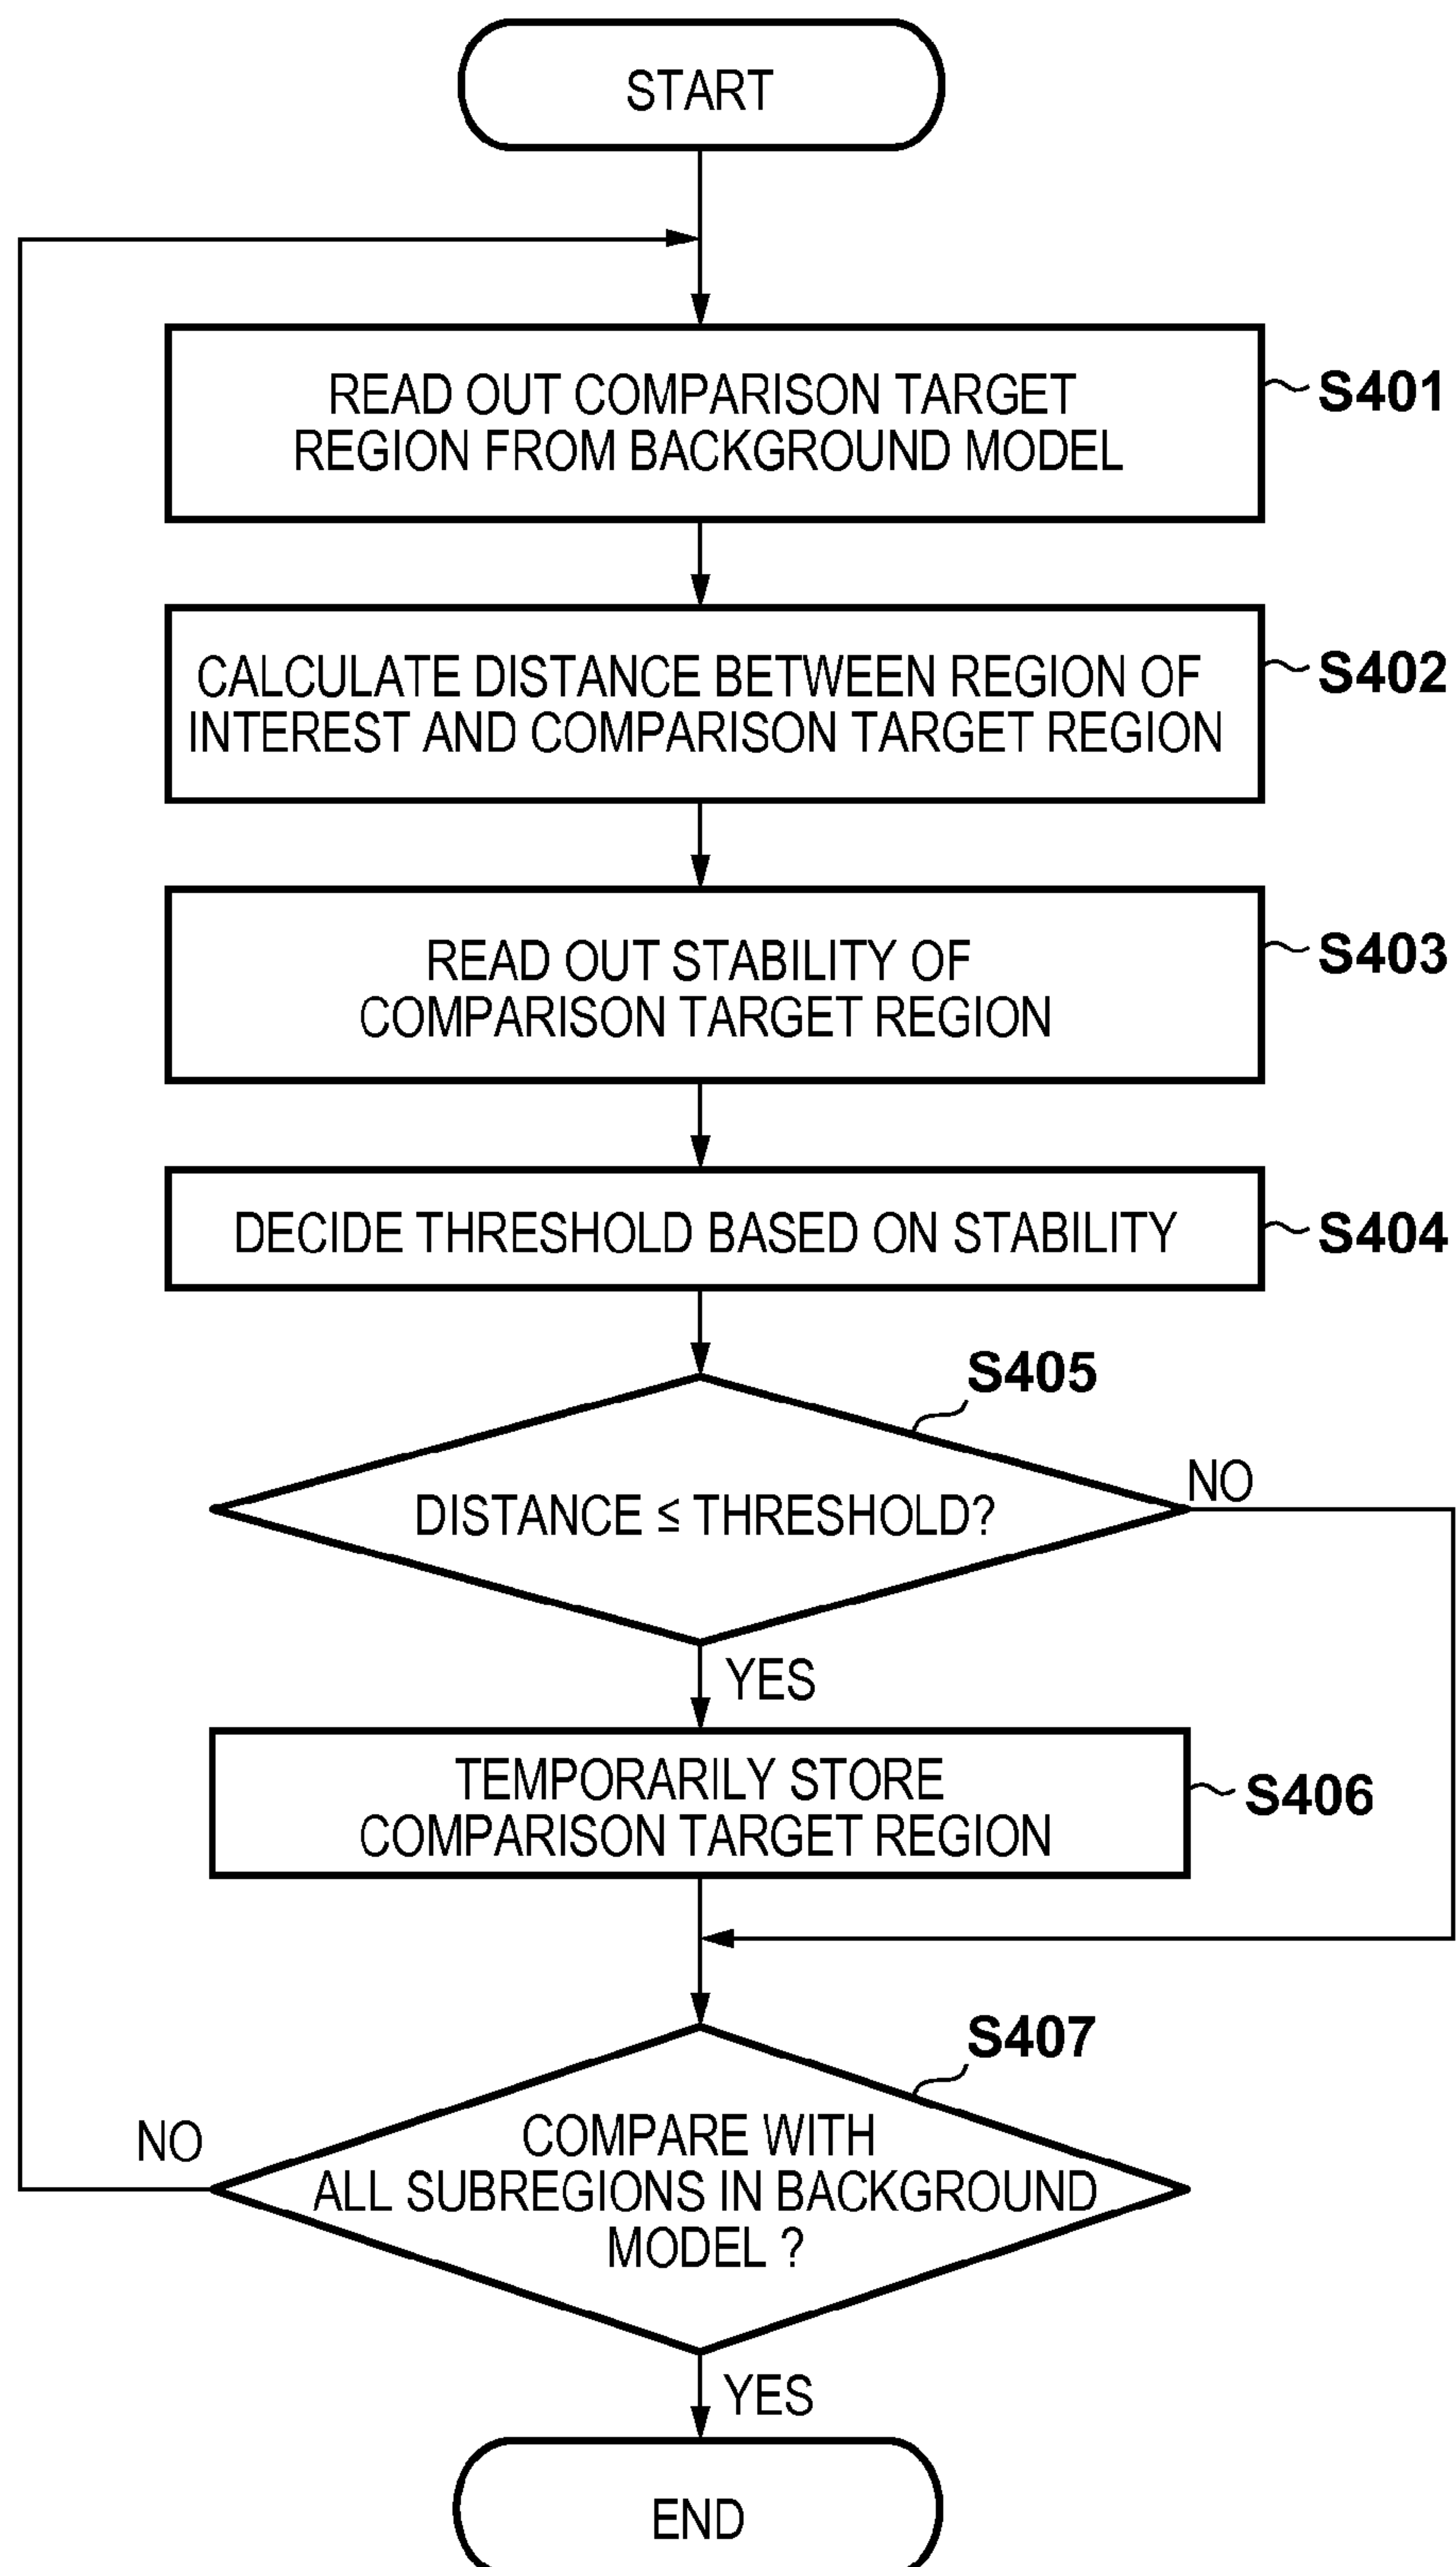 START
READ OUT COMPARISON TARGET
REGION FROM BACKGROUND MODEL
S401
CALCULATE DISTANCE BETWEEN REGION OF
INTEREST AND COMPARISON TARGET REGION
S402
READ OUT STABILITY OF
COMPARISON TARGET REGION
S403
DECIDE THRESHOLD BASED ON STABILITY
S404
S405
DISTANCE ≤ THRESHOLD?
NO
YES
TEMPORARILY STORE
COMPARISON TARGET REGION
S406
S407
COMPARE WITH
ALL SUBREGIONS IN BACKGROUND
MODEL ?
NO
YES
END